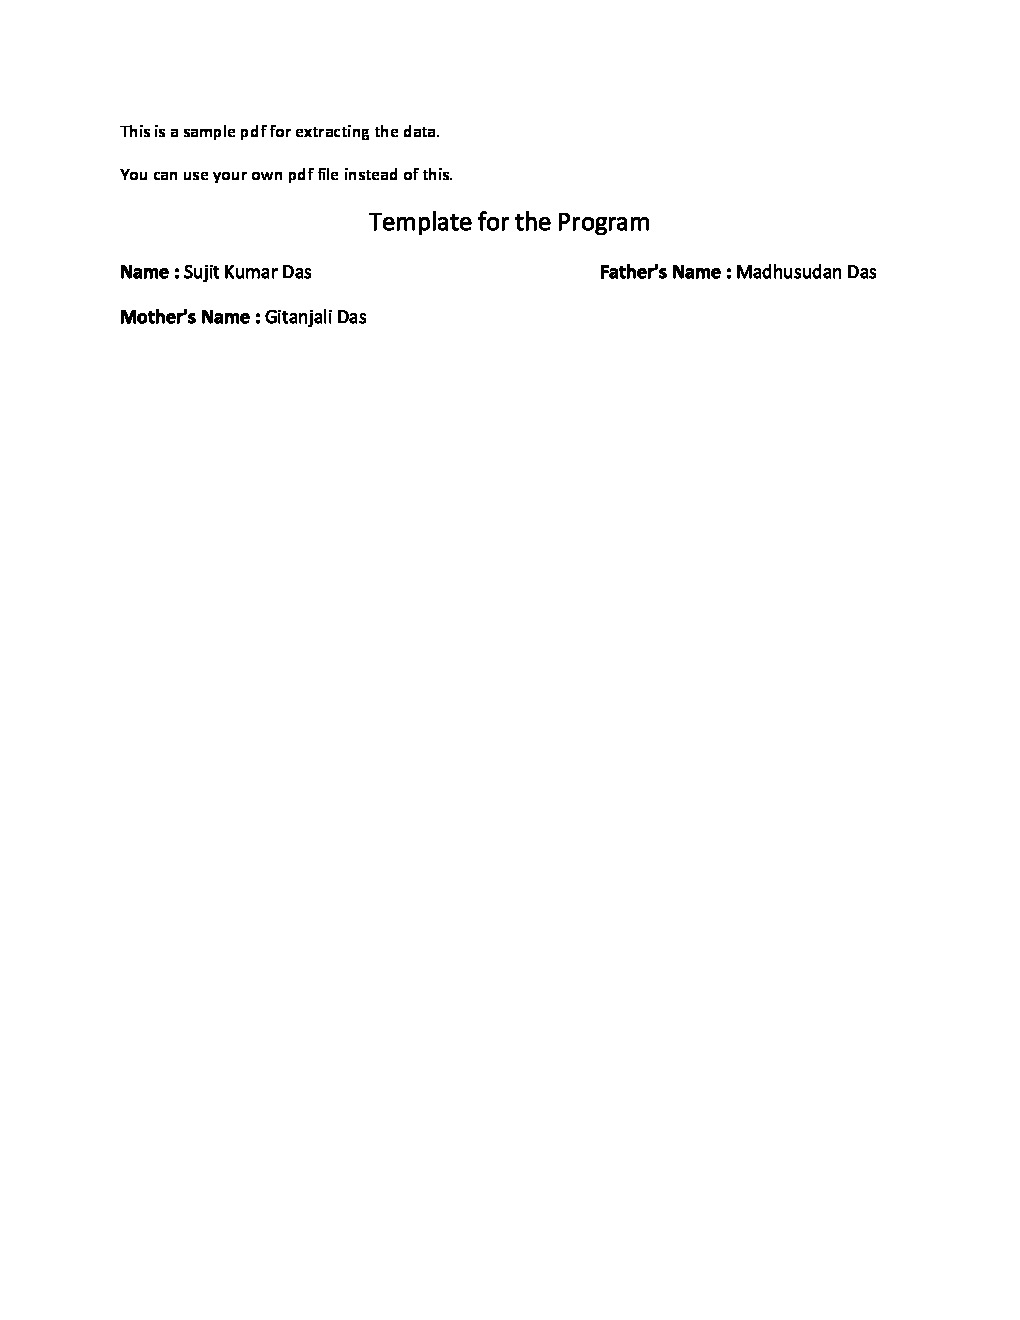 This is a sample pdf for extracting the data.
You can use your own pdf file instead of this.
Template for the Program
Name : Sujit Kumar Das Father's Name : Madhusudan Das
Mother's Name : Gitanjali Das